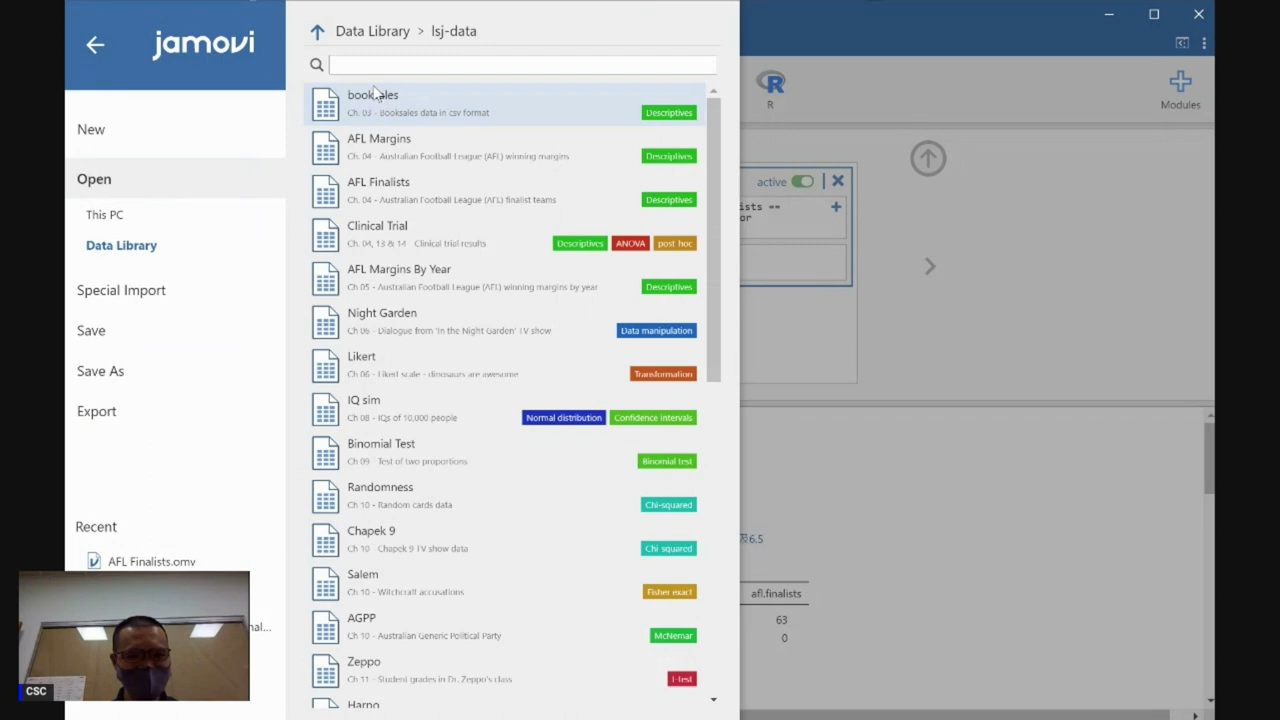 jamovi
Data Library > lsj-data
booksales
Ch. 03 - Booksales data in csv format
Descriptives
AFL Margins
Ch. 04 - Australian Football League (AFL) winning margins
Descriptives
AFL Finalists
Ch. 04 - Australian Football League (AFL) finalist teams
Descriptives
Clinical Trial
Ch. 04, 13 & 14 - Clinical trial results
Descriptives ANOVA post hoc
AFL Margins By Year
Ch 05 - Australian Football League (AFL) winning margins by year
Descriptives
Night Garden
Ch 06 - Dialogue from 'In the Night Garden' TV show
Data manipulation
Likert
Ch 06 - Likert scale - dinosaurs are awesome
Transformation
IQ sim
Ch 08 - IQs of 10,000 people
Normal distribution Confidence intervals
Binomial Test
Ch 09 - Test of two proportions
Binomial test
Randomness
Ch 10 - Random cards data
Chi-squared
Chapek 9
Ch 10 - Chapek 9 TV show data
Chi-squared
Salem
Ch 10 - Witchcraft accusations
Fisher exact
AGPP
Ch 10 - Australian Generic Political Party
McNemar
Zeppo
Ch 11 - Student grades in Dr. Zeppo's class
t-test
Harpo
New
Open
This PC
Data Library
Special Import
Save
Save As
Export
Recent
AFL Finalists.omv
nal...
CSC
R
R
Modules
active
ists ==
or
及6.5
afl.finalists
63
0